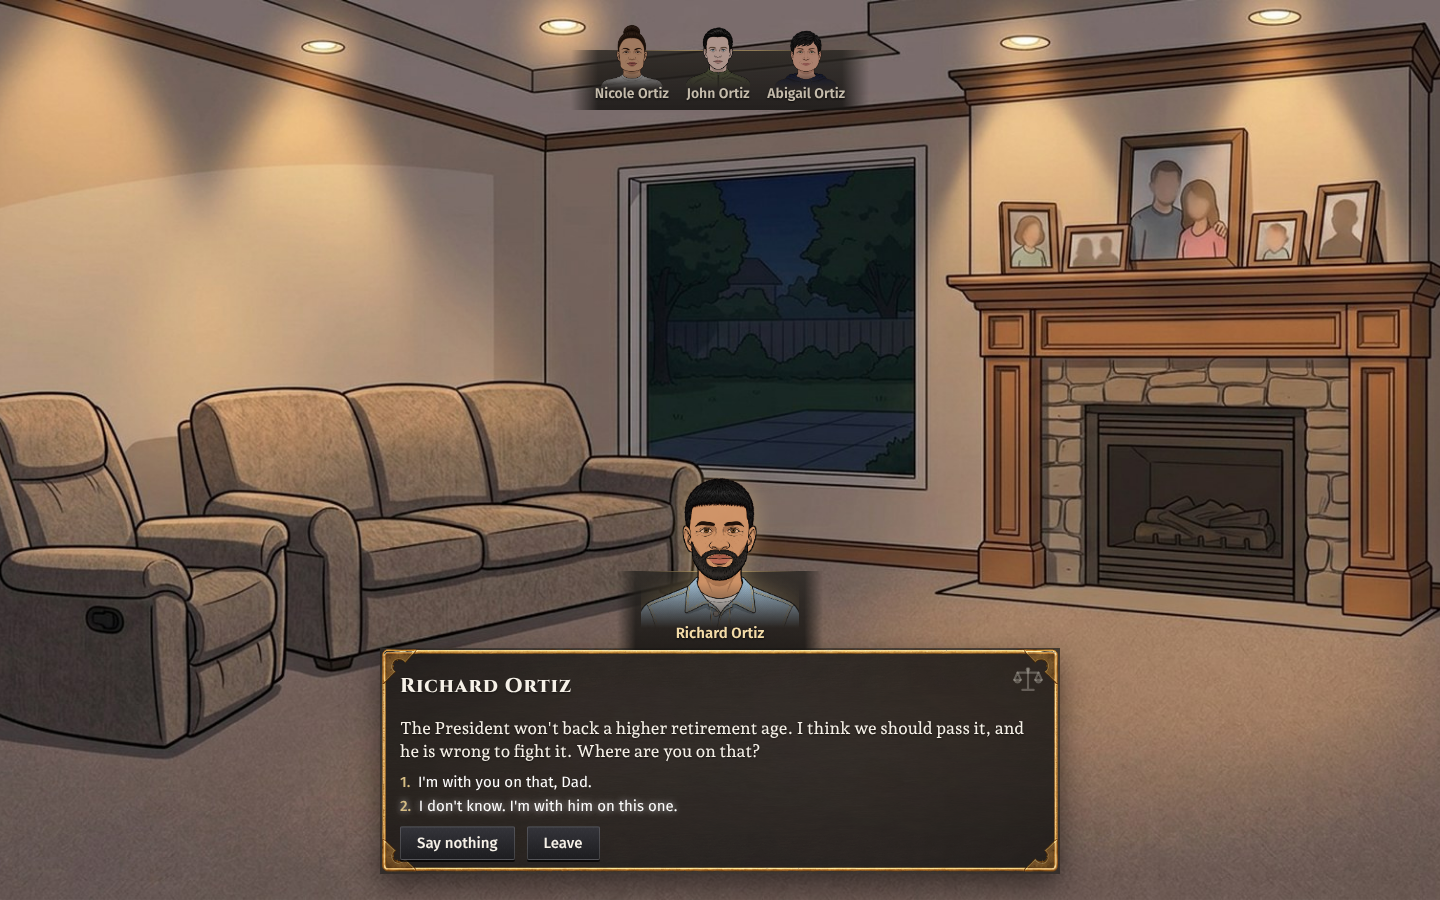 Nicole Ortiz
John Ortiz
Abigail Ortiz
Richard Ortiz
Richard Ortiz
The President won't back a higher retirement age. I think we should pass it, and
he is wrong to fight it. Where are you on that?
1. I'm with you on that, Dad.
2. I don't know. I'm with him on this one.
Say nothing
Leave